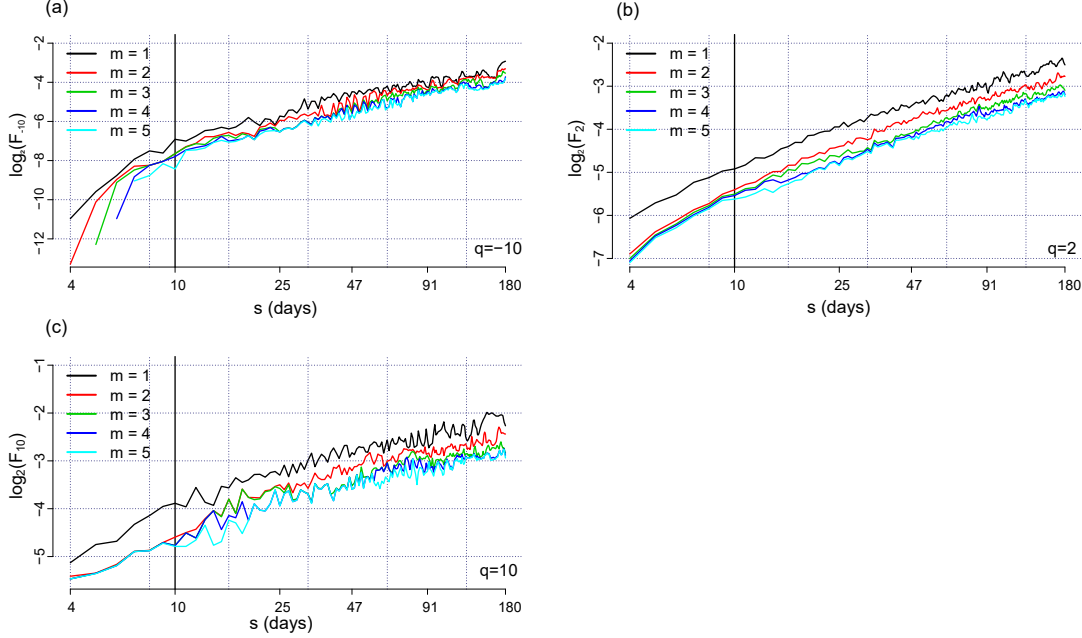 (a)
−2
−4
−6
−8
−10
−12
log₂(F₋₁₀)
m = 1
m = 2
m = 3
m = 4
m = 5
q=−10
4 10 25 47 91 180
s (days)
(b)
−2
−3
−4
−5
−6
−7
log₂(F₂)
m = 1
m = 2
m = 3
m = 4
m = 5
q=2
4 10 25 47 91 180
s (days)
(c)
−1
−2
−3
−4
−5
log₂(F₁₀)
m = 1
m = 2
m = 3
m = 4
m = 5
q=10
4 10 25 47 91 180
s (days)